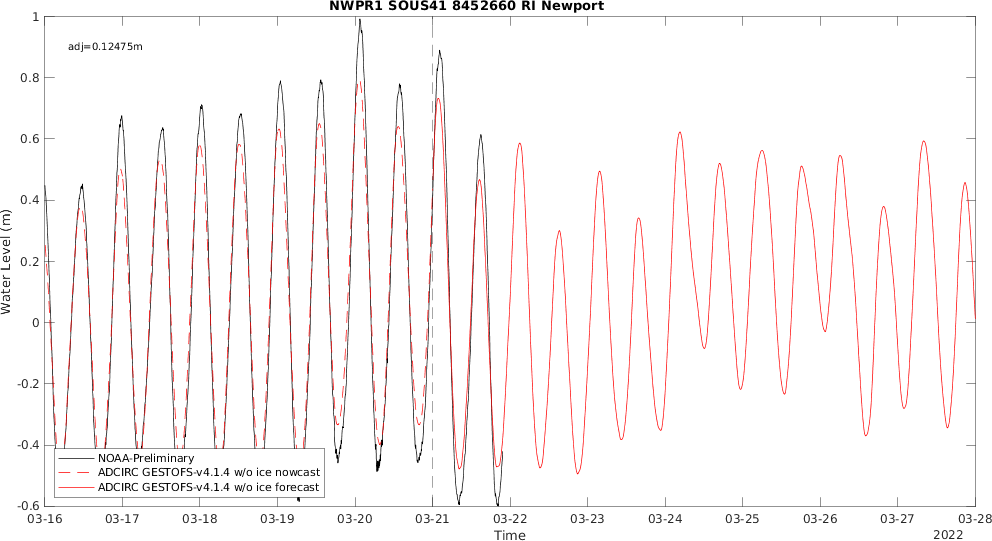 NWPR1 SOUS41 8452660 RI Newport
adj=0.12475m
1
0.8
0.6
0.4
0.2
0
-0.2
-0.4
-0.6
Water Level (m)
NOAA-Preliminary
ADCIRC GESTOFS-v4.1.4 w/o ice nowcast
ADCIRC GESTOFS-v4.1.4 w/o ice forecast
03-16 03-17 03-18 03-19 03-20 03-21 03-22 03-23 03-24 03-25 03-26 03-27 03-28
Time
2022